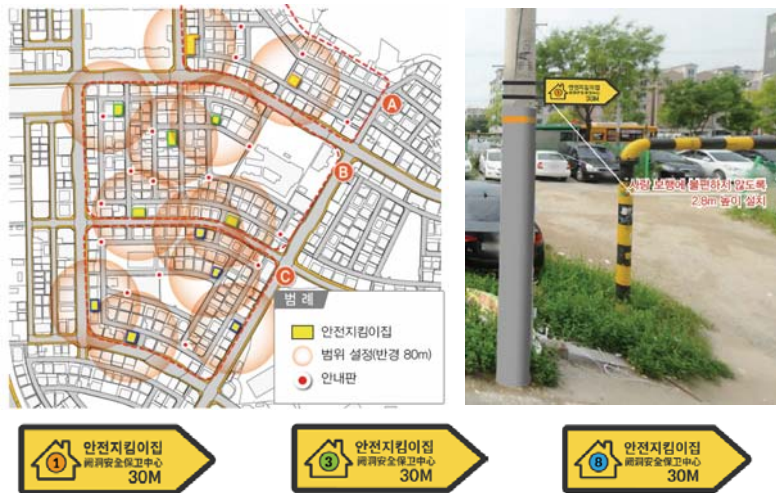 A
B
C
범 례
안전지킴이집
범위 설정(반경 80m)
안내판
안전지킴이집
30M
사람 보행에 불편하지 않도록
2.8m 높이 설치
1
안전지킴이집
阙洞安全保卫中心
30M
3
안전지킴이집
阙洞安全保卫中心
30M
8
안전지킴이집
阙洞安全保卫中心
30M